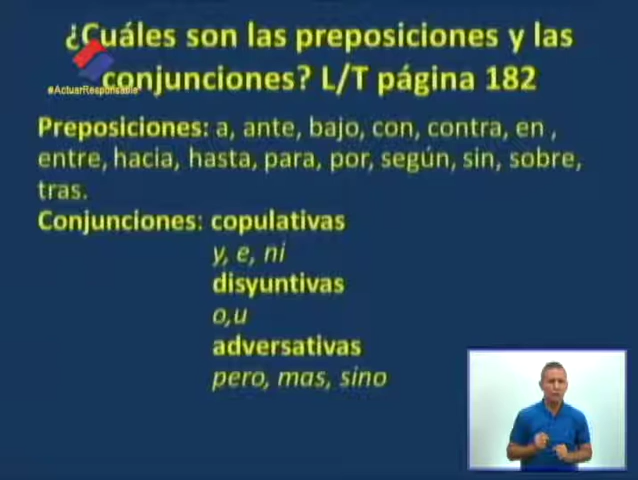 ¿Cuáles son las preposiciones y las
conjunciones? L/T página 182
#ActuarResponsable
Preposiciones: a, ante, bajo, con, contra, en ,
entre, hacia, hasta, para, por, según, sin, sobre,
tras.
Conjunciones: copulativas
y, e, ni
disyuntivas
o,u
adversativas
pero, mas, sino